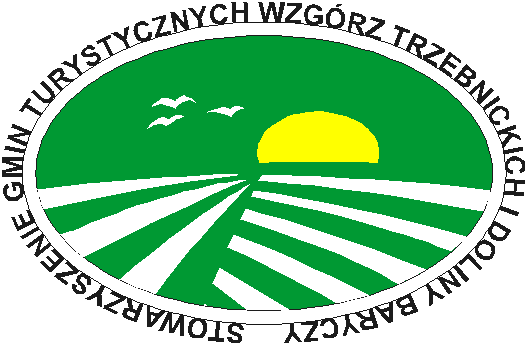 STOWARZYSZENIE GMIN TURYSTYCZNYCH WZGÓRZ TRZEBNICKICH I DOLINY BARYCZY